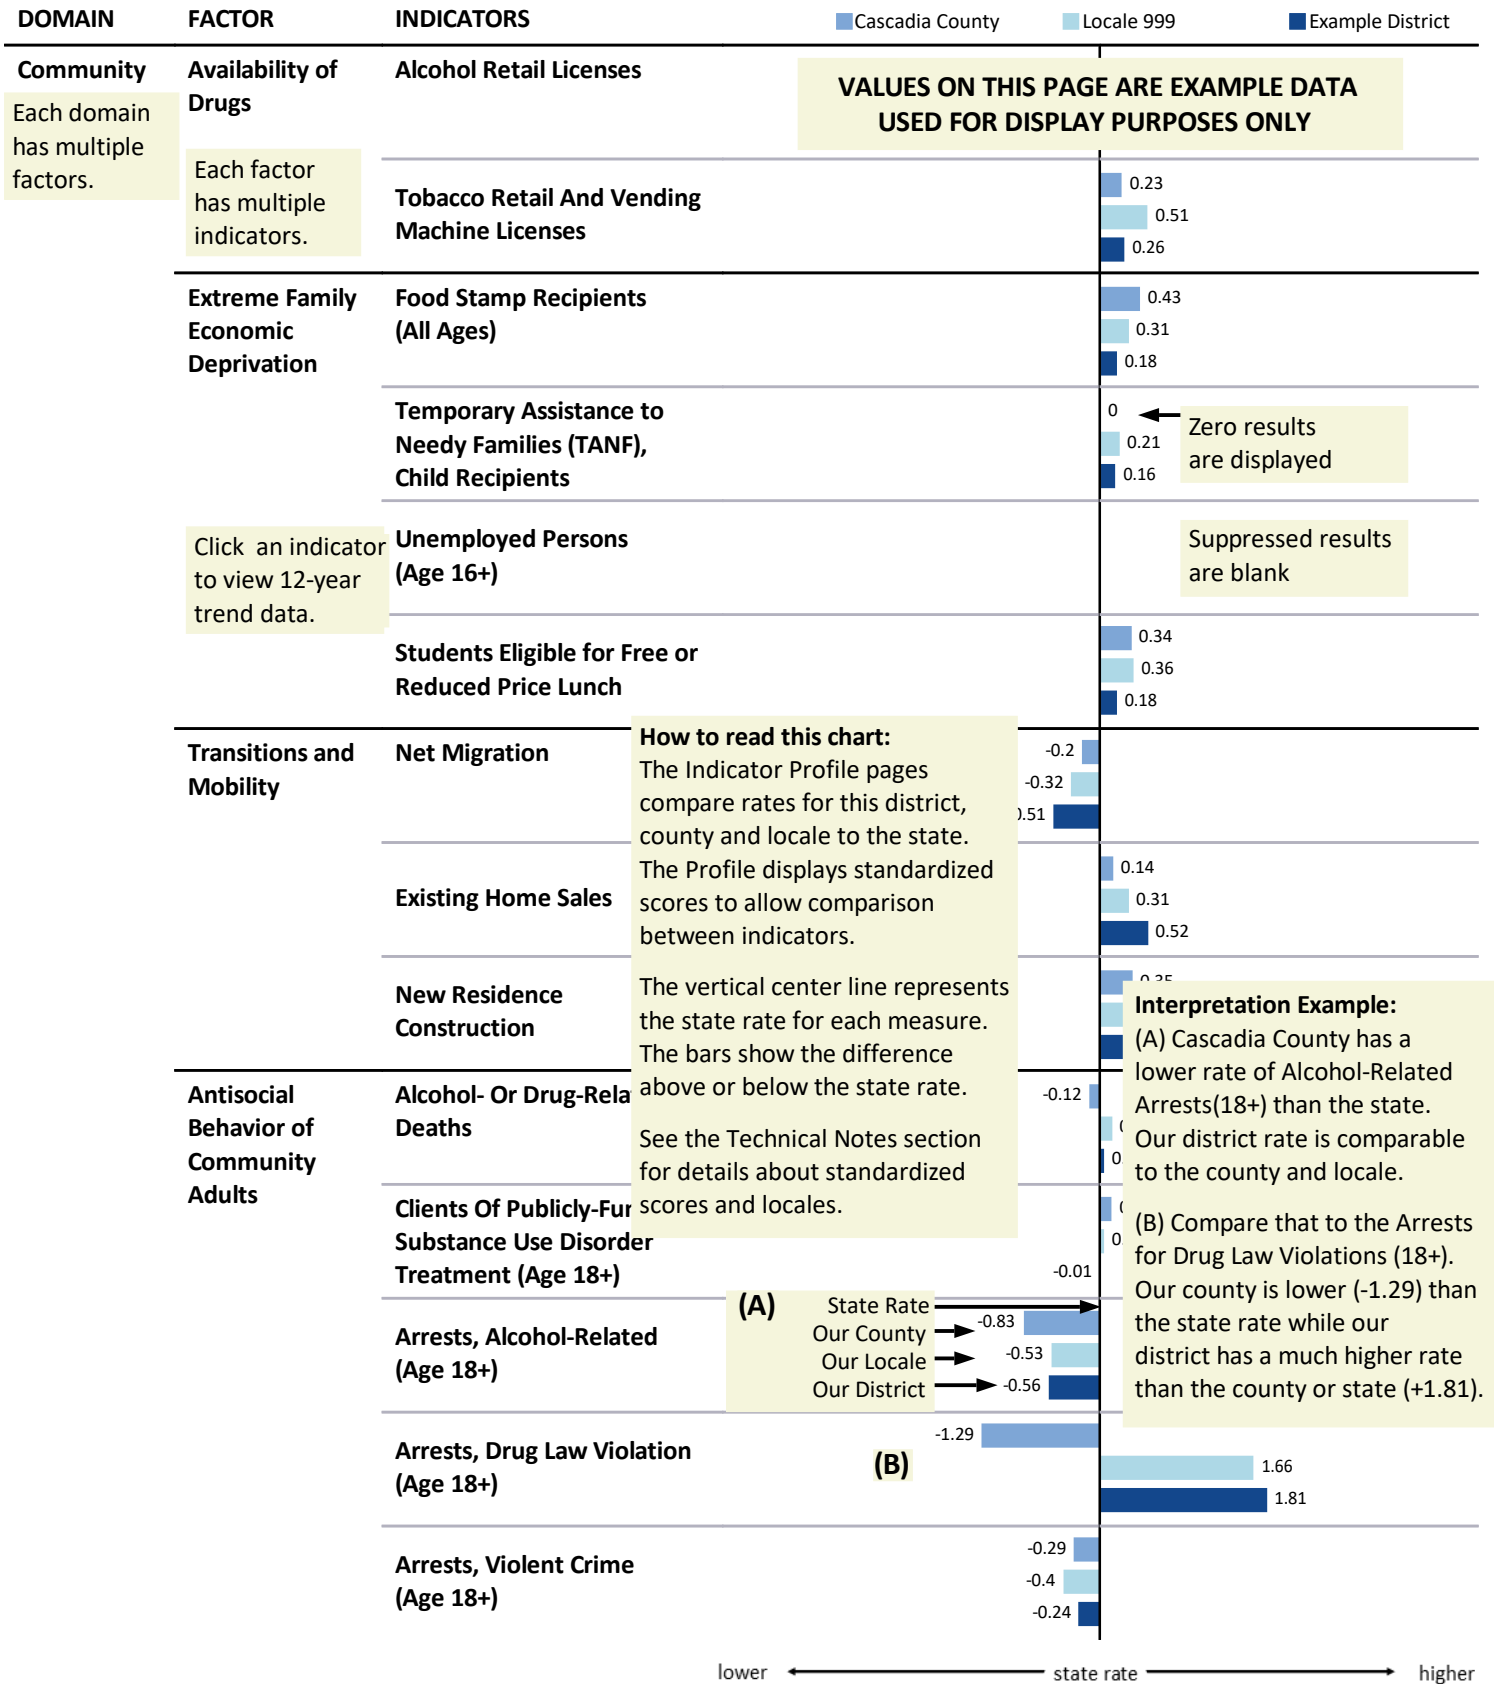 DOMAIN FACTOR INDICATORS Cascadia County Locale 999 Example District
Community
Each domain
has multiple
factors.
Availability of
Drugs
Each factor
has multiple
indicators.
Alcohol Retail Licenses
VALUES ON THIS PAGE ARE EXAMPLE DATA
USED FOR DISPLAY PURPOSES ONLY
Tobacco Retail And Vending
Machine Licenses
0.23
0.51
0.26
Extreme Family
Economic
Deprivation
Food Stamp Recipients
(All Ages)
0.43
0.31
0.18
Temporary Assistance to
Needy Families (TANF),
Child Recipients
0
0.21
0.16
Zero results
are displayed
Click an indicator
to view 12-year
trend data.
Unemployed Persons
(Age 16+)
Suppressed results
are blank
Students Eligible for Free or
Reduced Price Lunch
0.34
0.36
0.18
Transitions and
Mobility
Net Migration
-0.2
-0.32
.51
How to read this chart:
The Indicator Profile pages
compare rates for this district,
county and locale to the state.
The Profile displays standardized
scores to allow comparison
between indicators.
The vertical center line represents
the state rate for each measure.
The bars show the difference
above or below the state rate.
See the Technical Notes section
for details about standardized
scores and locales.
Existing Home Sales
0.14
0.31
0.52
New Residence
Construction
0.35
Interpretation Example:
(A) Cascadia County has a
lower rate of Alcohol-Related
Arrests(18+) than the state.
Our district rate is comparable
to the county and locale.
(B) Compare that to the Arrests
for Drug Law Violations (18+).
Our county is lower (-1.29) than
the state rate while our
district has a much higher rate
than the county or state (+1.81).
Antisocial
Behavior of
Community
Adults
Alcohol- Or Drug-Rela
Deaths
-0.12
0.
Clients Of Publicly-Fu
Substance Use Disorder
Treatment (Age 18+)
0.
-0.01
Arrests, Alcohol-Related
(Age 18+)
(A) State Rate
Our County
Our Locale
Our District
-0.83
-0.53
-0.56
Arrests, Drug Law Violation
(Age 18+)
(B)
-1.29
1.66
1.81
Arrests, Violent Crime
(Age 18+)
-0.29
-0.4
-0.24
lower state rate higher